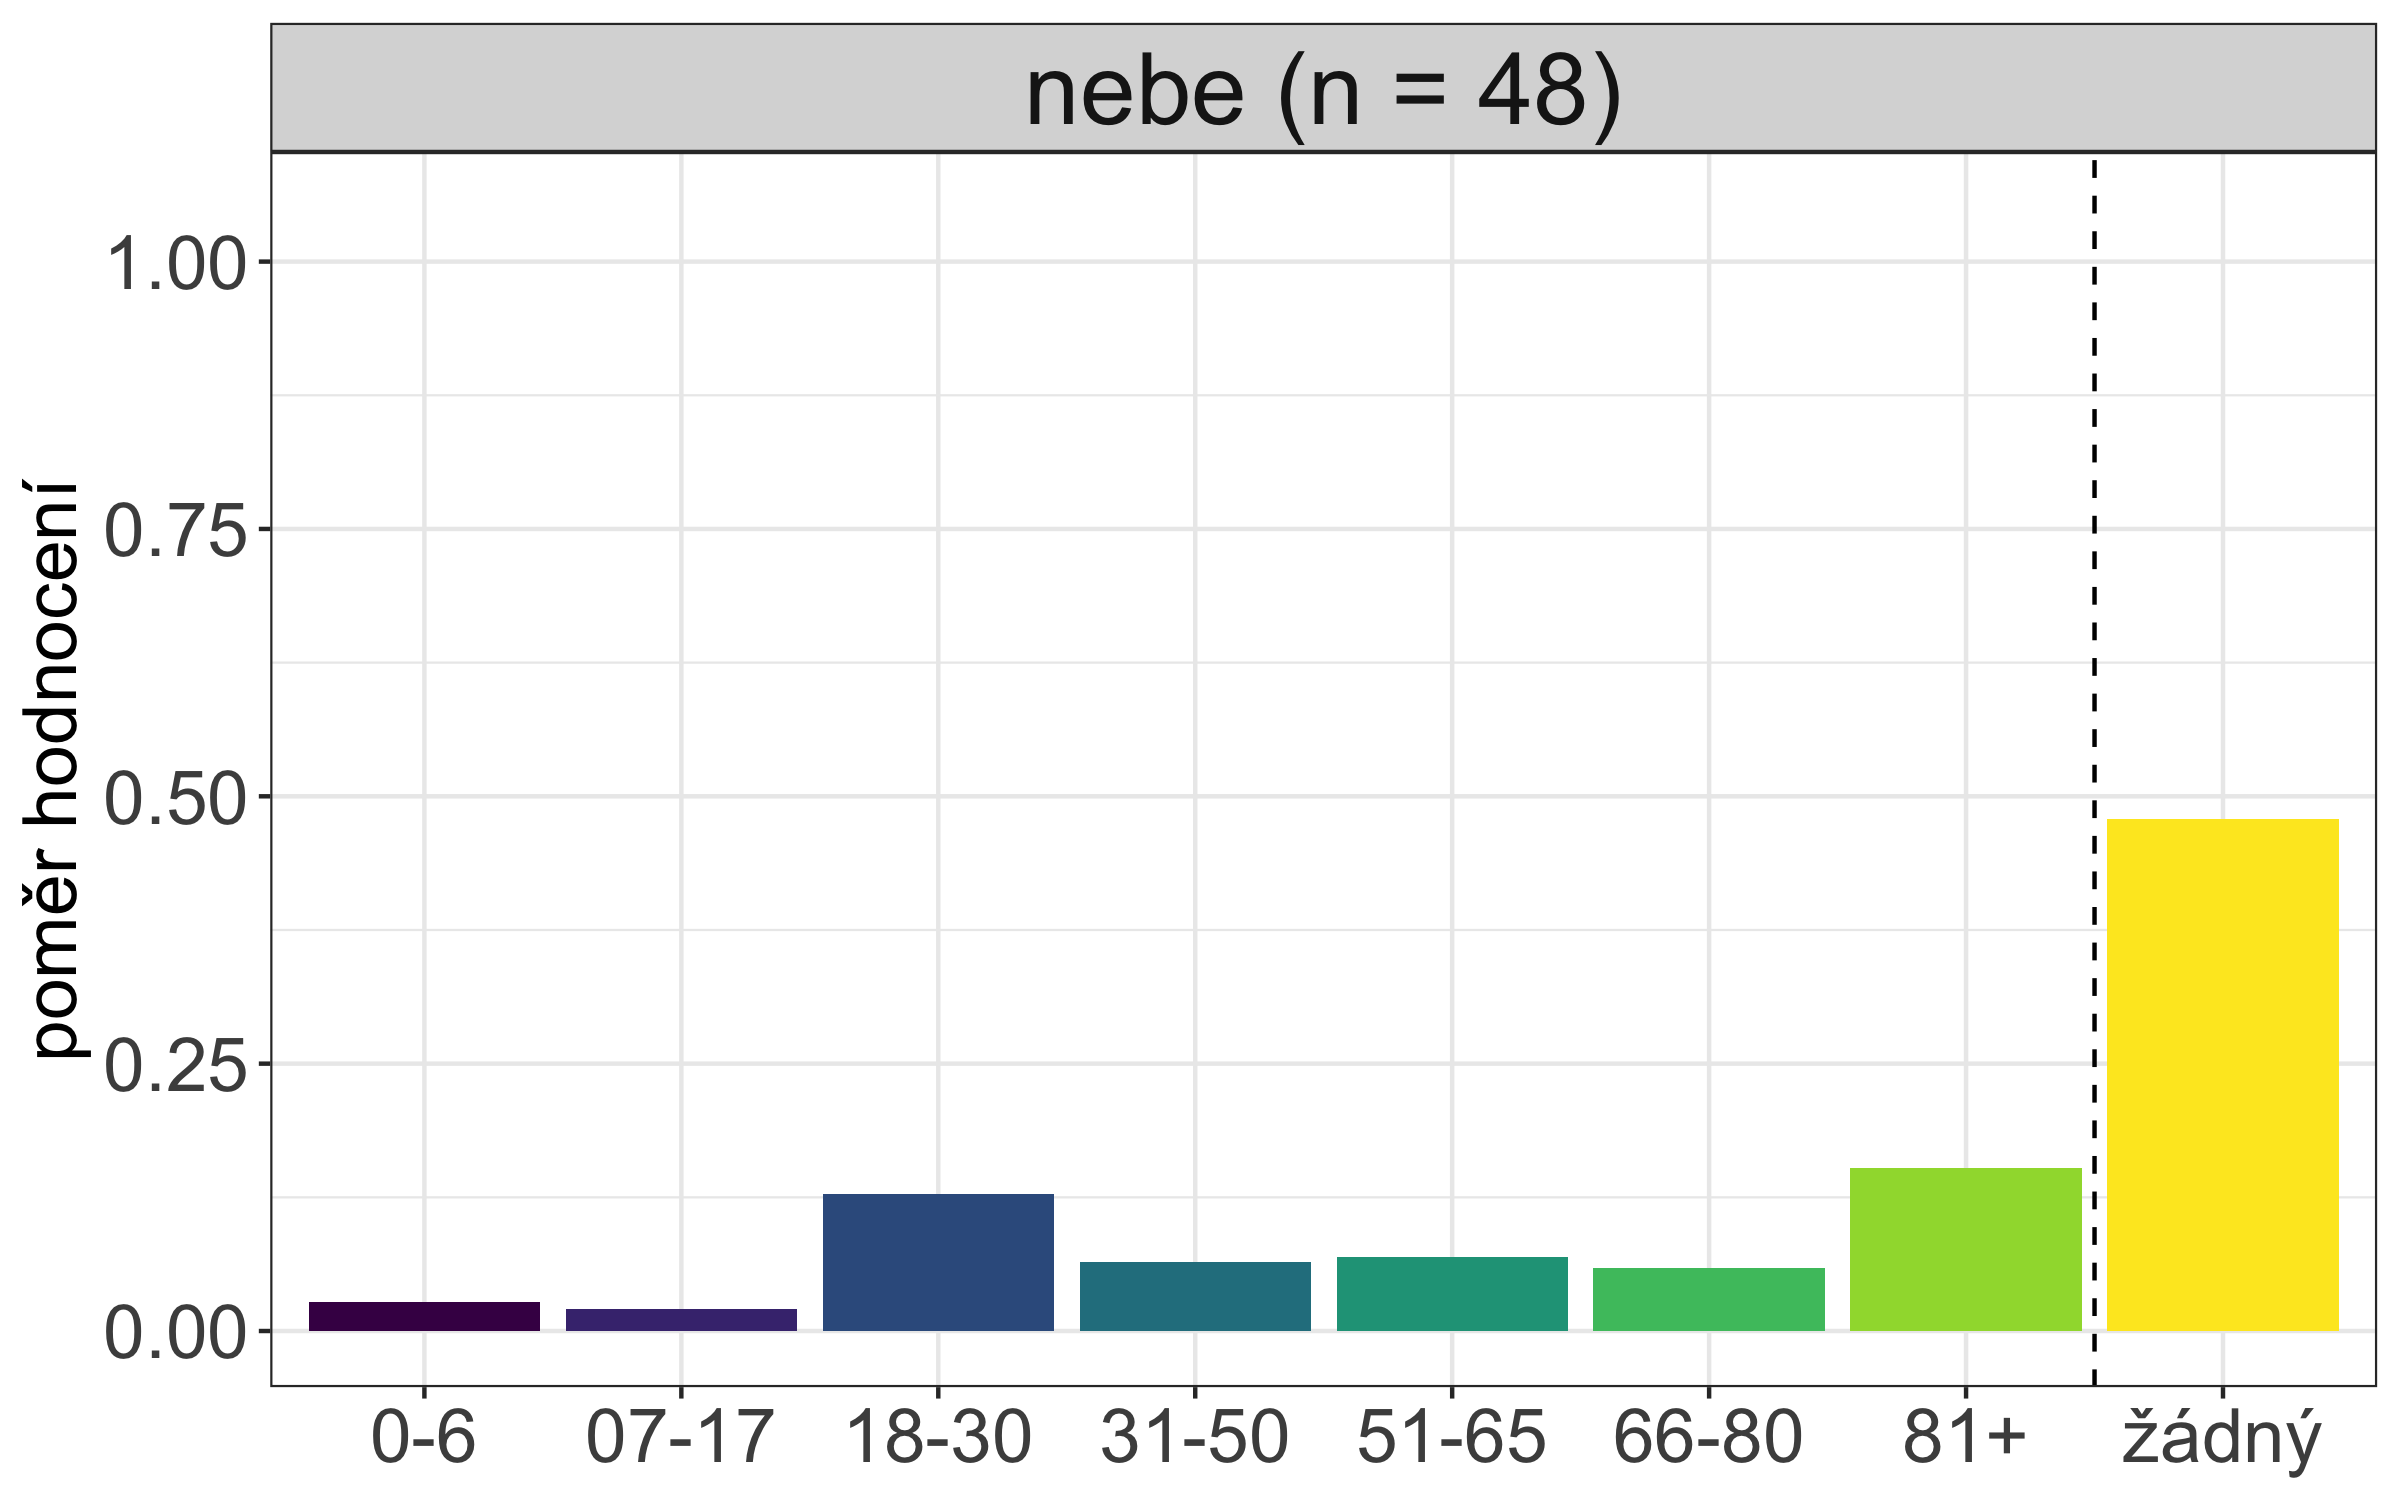 nebe (n = 48)
poměr hodnocení
1.00
0.75
0.50
0.25
0.00
0-6 07-17 18-30 31-50 51-65 66-80 81+ žádný